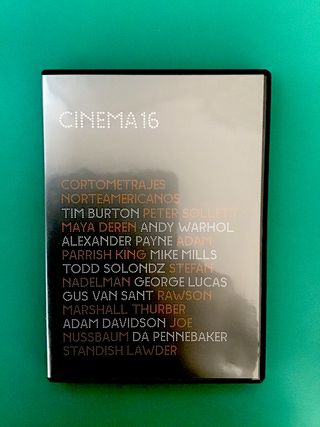 CINEMA16
CORTOMETRAJES
NORTEAMERICANOS
TIM BURTON PETER SOLLETT
MAYA DEREN ANDY WARHOL
ALEXANDER PAYNE ADAM
PARRISH KING MIKE MILLS
TODD SOLONDZ STEFAN
NADELMAN GEORGE LUCAS
GUS VAN SANT RAWSON
MARSHALL THURBER
ADAM DAVIDSON JOE
NUSSBAUM DA PENNEBAKER
STANDISH LAWDER